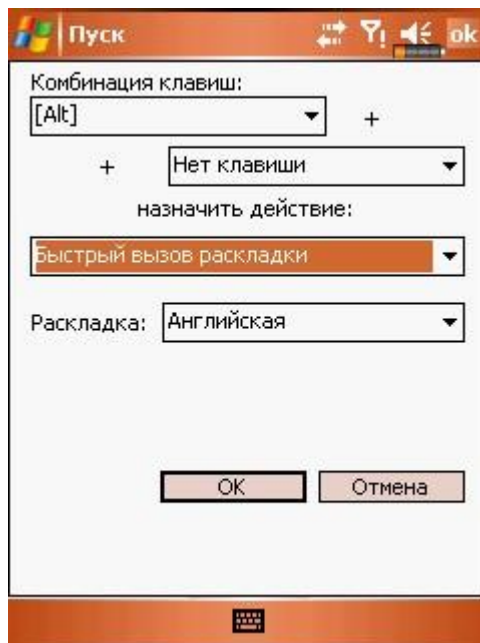 Пуск ok
Комбинация клавиш:
[Alt] +
+ Нет клавиши
назначить действие:
Быстрый вызов раскладки
Раскладка: Английская
OK Отмена